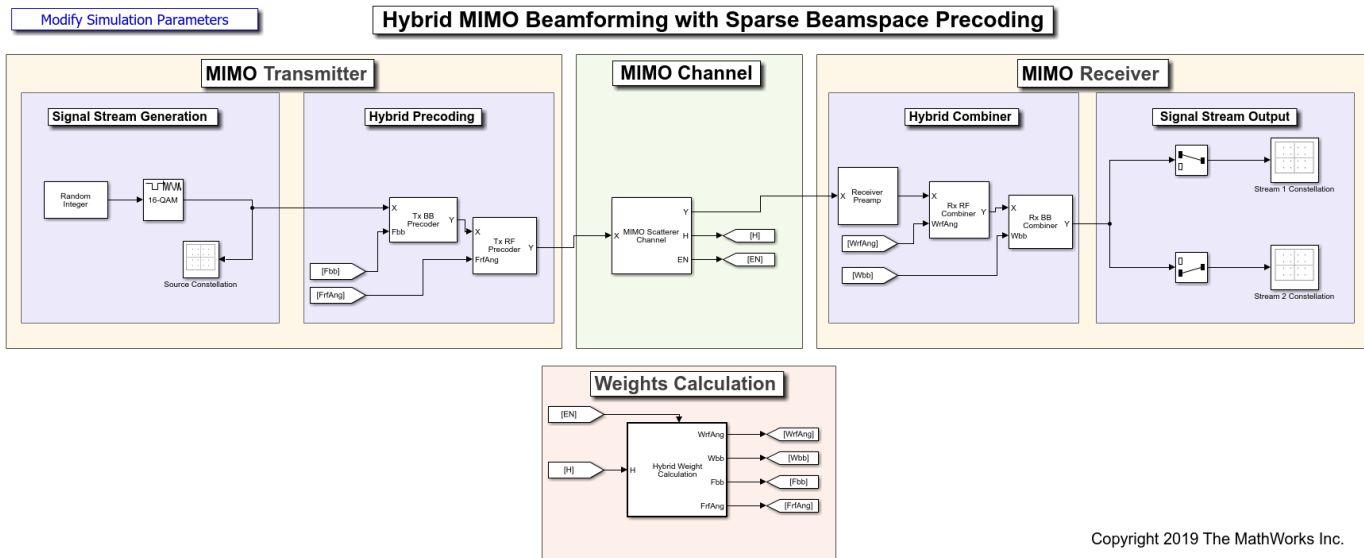 Modify Simulation Parameters
Hybrid MIMO Beamforming with Sparse Beamspace Precoding
MIMO Transmitter
Signal Stream Generation
Random
Integer
16-QAM
Source Constellation
Hybrid Precoding
X
Fbb
Tx BB
Precoder
Y
[Fbb]
[FrfAng]
X
FrfAng
Tx RF
Precoder
Y
MIMO Channel
X
MIMO Scatterer
Channel
Y
H
EN
[H]
[EN]
MIMO Receiver
Hybrid Combiner
X
Receiver
Preamp
X
WrfAng
Rx RF
Combiner
Y
[WrfAng]
[Wbb]
X
Wbb
Rx BB
Combiner
Y
Signal Stream Output
Stream 1 Constellation
Stream 2 Constellation
Weights Calculation
[EN]
[H]
H
Hybrid Weight
Calculation
WrfAng
Wbb
Fbb
FrfAng
[WrfAng]
[Wbb]
[Fbb]
[FrfAng]
Copyright 2019 The MathWorks Inc.